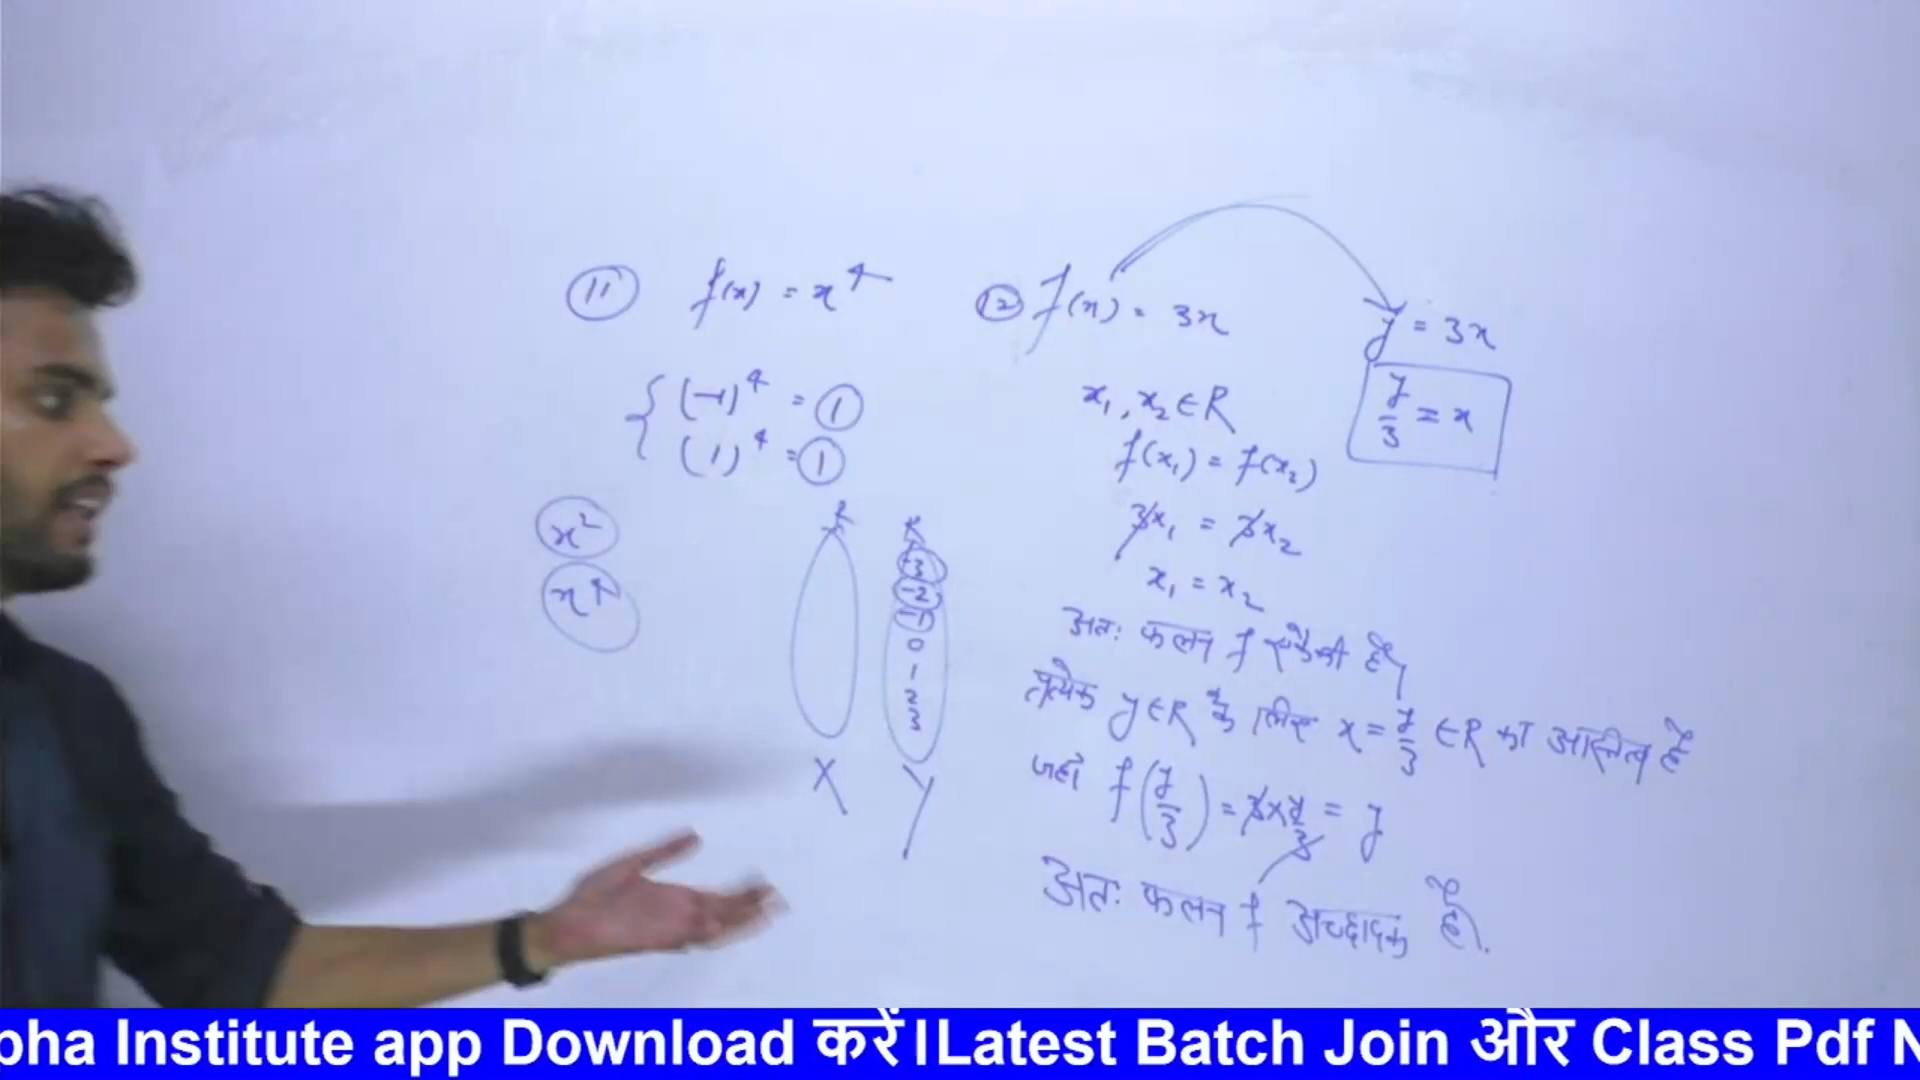 (11) f(x) = x⁴
{ (-1)⁴ = 1
(1)⁴ = 1
x²
x⁴
R R
-3
-2
-1
0
1
2
3
X Y
(12) f(x) = 3x
y = 3x
y/3 = x
x₁, x₂ ∈ R
f(x₁) = f(x₂)
3x₁ = 3x₂
x₁ = x₂
अतः फलन f एकैकी है।
प्रत्येक y ∈ R के लिए x = y/3 ∈ R का अस्तित्व है
जहाँ f(y/3) = 3 × y/3 = y
अतः फलन f अच्छादक है।
pha Institute app Download करें।Latest Batch Join और Class Pdf N